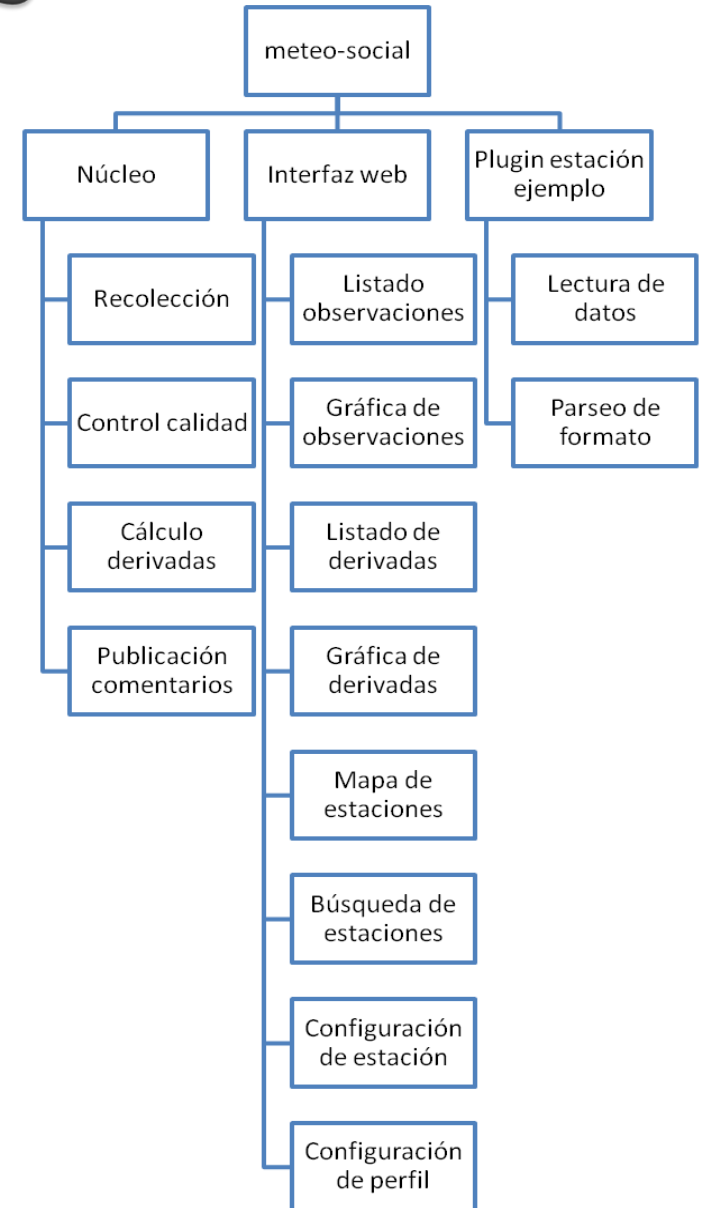 meteo-social
Núcleo
Interfaz web
Plugin estación
ejemplo
Recolección
Control calidad
Cálculo
derivadas
Publicación
comentarios
Listado
observaciones
Gráfica de
observaciones
Listado de
derivadas
Gráfica de
derivadas
Mapa de
estaciones
Búsqueda de
estaciones
Configuración
de estación
Configuración
de perfil
Lectura de
datos
Parseo de
formato